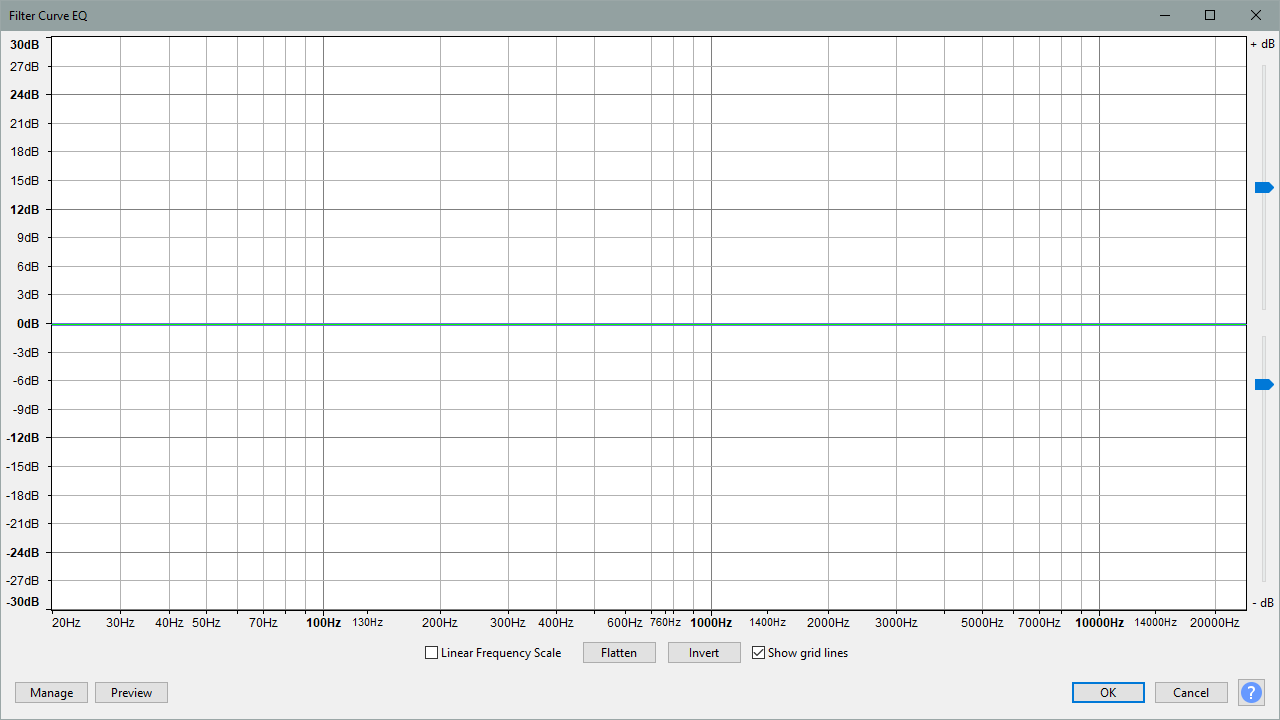 Filter Curve EQ
+ dB
30dB
27dB
24dB
21dB
18dB
15dB
12dB
9dB
6dB
3dB
0dB
-3dB
-6dB
-9dB
-12dB
-15dB
-18dB
-21dB
-24dB
-27dB
-30dB
- dB
20Hz 30Hz 40Hz 50Hz 70Hz 100Hz 130Hz 200Hz 300Hz 400Hz 600Hz 760Hz 1000Hz 1400Hz 2000Hz 3000Hz 5000Hz 7000Hz 10000Hz 14000Hz 20000Hz
Linear Frequency Scale Flatten Invert Show grid lines
Manage Preview OK Cancel ?